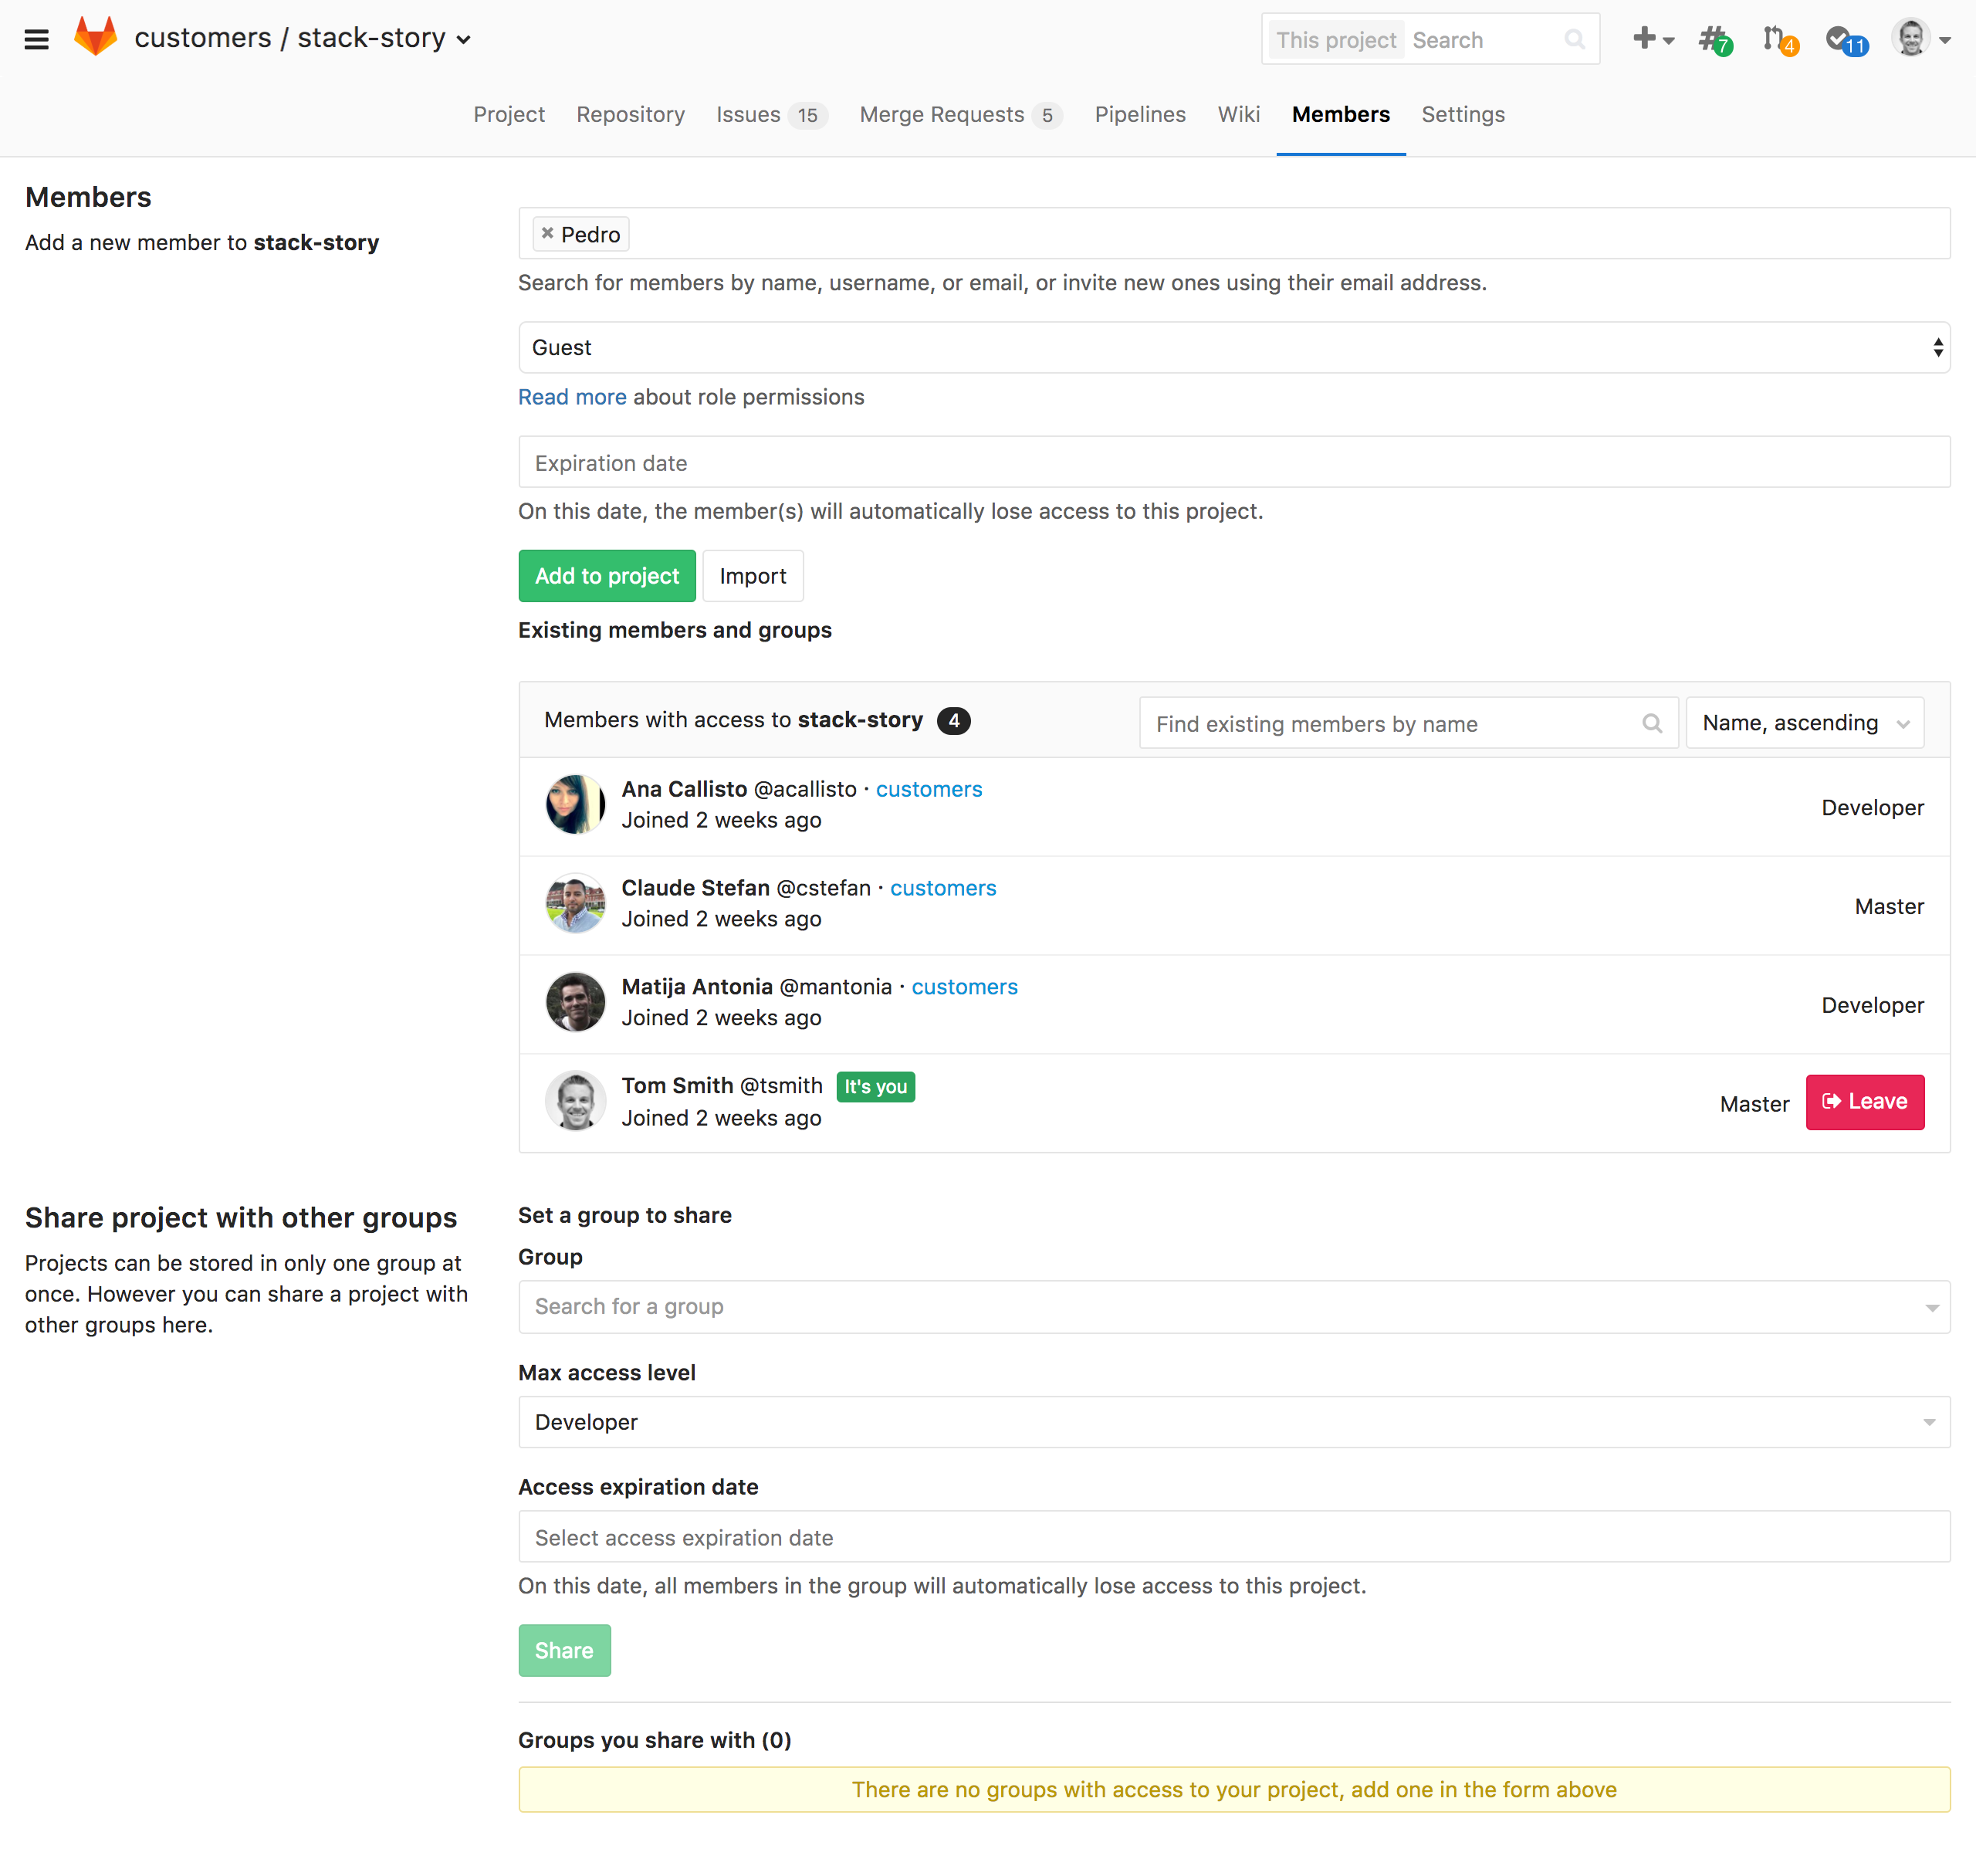 customers / stack-story
This project Search
7
4
11
Project Repository Issues 15 Merge Requests 5 Pipelines Wiki Members Settings
Members
Add a new member to stack-story
Pedro
Search for members by name, username, or email, or invite new ones using their email address.
Guest
Read more about role permissions
Expiration date
On this date, the member(s) will automatically lose access to this project.
Add to project Import
Existing members and groups
Members with access to stack-story 4
Find existing members by name
Name, ascending
Ana Callisto @acallisto · customers
Joined 2 weeks ago
Developer
Claude Stefan @cstefan · customers
Joined 2 weeks ago
Master
Matija Antonia @mantonia · customers
Joined 2 weeks ago
Developer
Tom Smith @tsmith It's you
Joined 2 weeks ago
Master Leave
Share project with other groups
Projects can be stored in only one group at
once. However you can share a project with
other groups here.
Set a group to share
Group
Search for a group
Max access level
Developer
Access expiration date
Select access expiration date
On this date, all members in the group will automatically lose access to this project.
Share
Groups you share with (0)
There are no groups with access to your project, add one in the form above